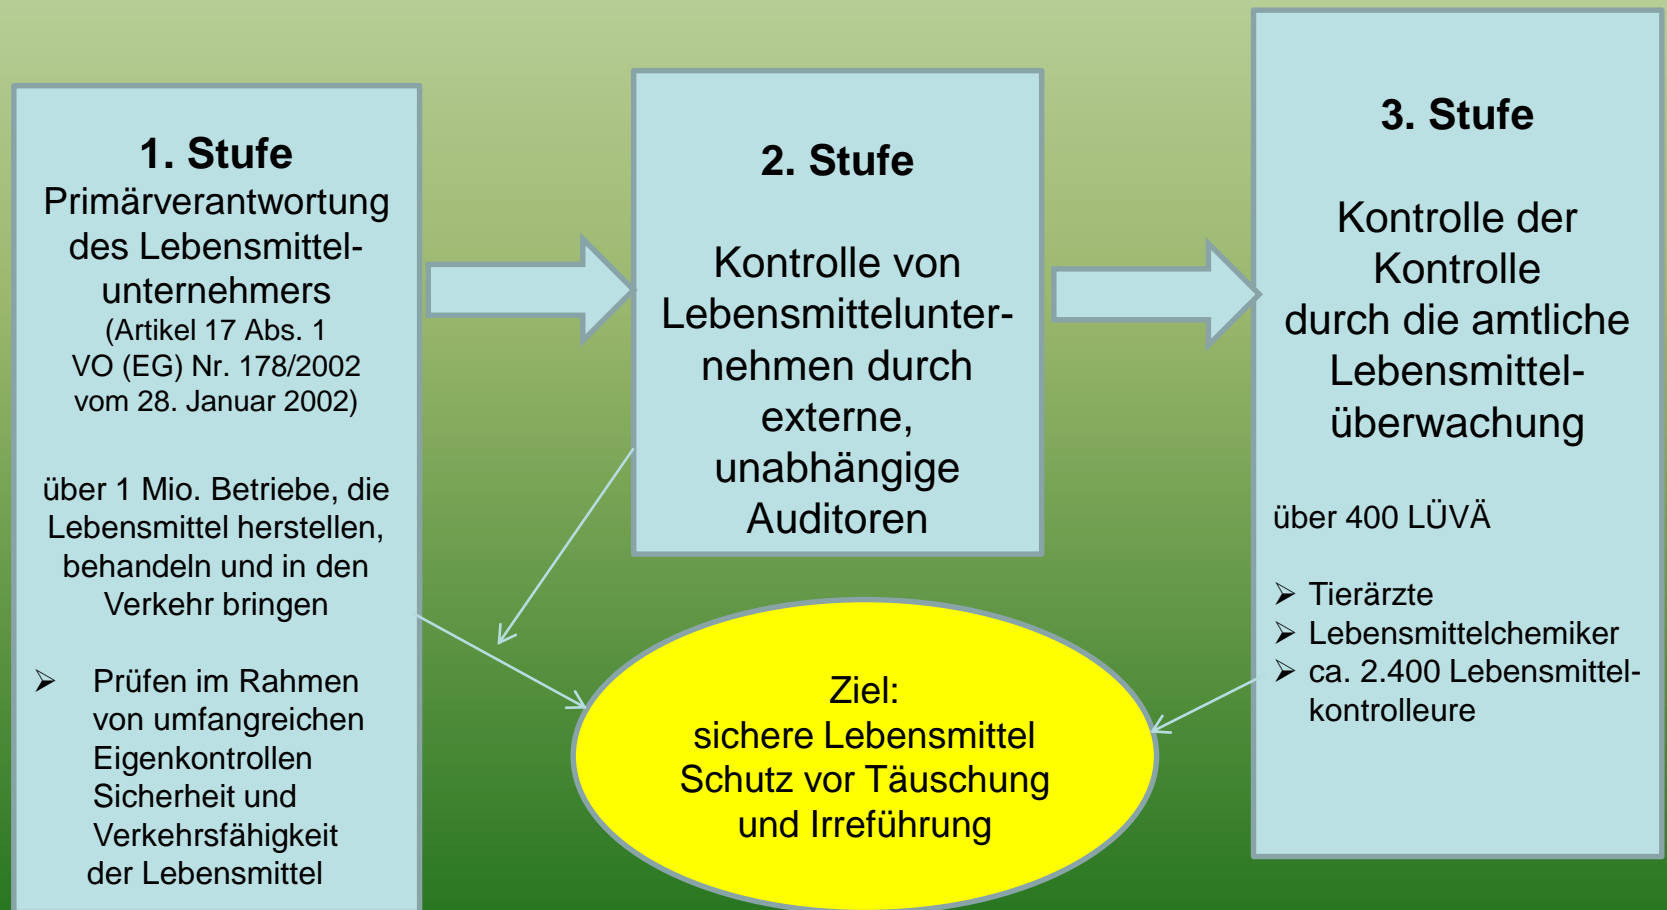 1. Stufe
Primärverantwortung
des Lebensmittel-
unternehmers
(Artikel 17 Abs. 1
VO (EG) Nr. 178/2002
vom 28. Januar 2002)
über 1 Mio. Betriebe, die
Lebensmittel herstellen,
behandeln und in den
Verkehr bringen
➢ Prüfen im Rahmen
von umfangreichen
Eigenkontrollen
Sicherheit und
Verkehrsfähigkeit
der Lebensmittel
2. Stufe
Kontrolle von
Lebensmittelunter-
nehmen durch
externe,
unabhängige
Auditoren
3. Stufe
Kontrolle der
Kontrolle
durch die amtliche
Lebensmittel-
überwachung
über 400 LÜVÄ
➢ Tierärzte
➢ Lebensmittelchemiker
➢ ca. 2.400 Lebensmittel-
kontrolleure
Ziel:
sichere Lebensmittel
Schutz vor Täuschung
und Irreführung